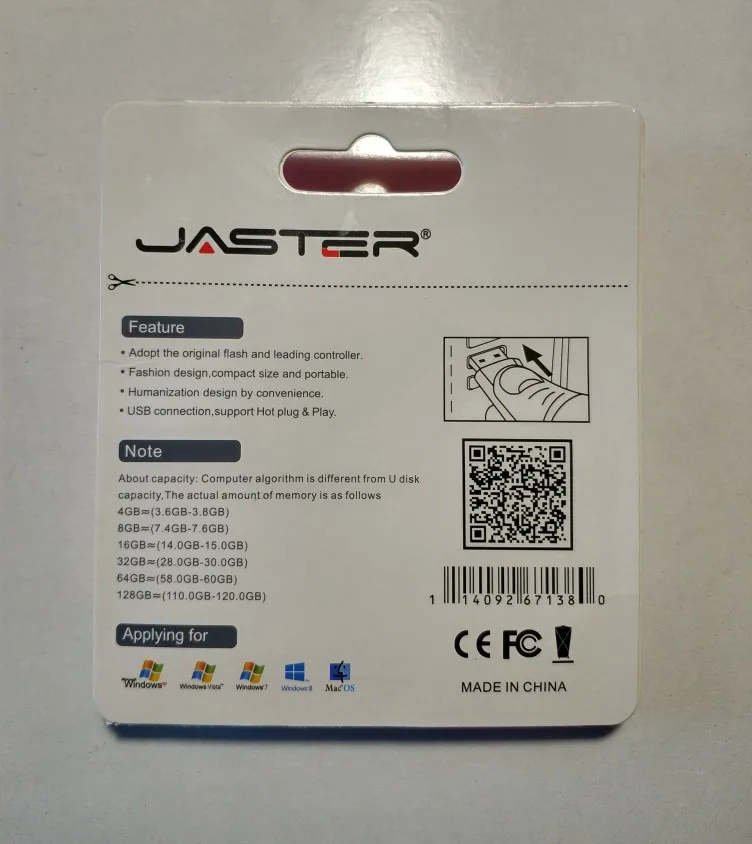 JASTER®
Feature
• Adopt the original flash and leading controller.
• Fashion design,compact size and portable.
• Humanization design by convenience.
• USB connection,support Hot plug & Play.
Note
About capacity: Computer algorithm is different from U disk
capacity,The actual amount of memory is as follows
4GB≈(3.6GB-3.8GB)
8GB≈(7.4GB-7.6GB)
16GB≈(14.0GB-15.0GB)
32GB≈(28.0GB-30.0GB)
64GB≈(58.0GB-60GB)
128GB≈(110.0GB-120.0GB)
Applying for
Windows xp
Windows Vista™
Windows 7
Windows 8
Mac OS
1 14092 67138 0
CE FC
MADE IN CHINA